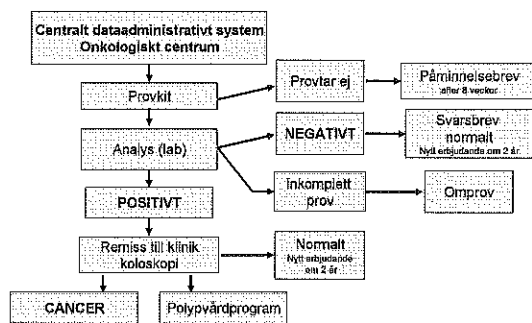 Centralt dataadministrativt system
Onkologiskt centrum
Provkit
Provtar ej
Påminnelsebrev
efter 8 veckor
Analys (lab)
NEGATIVT
Svarsbrev
normalt
Nytt erbjudande om 2 år
POSITIVT
Inkomplett
prov
Omprov
Remiss till klinik
koloskopi
Normalt
Nytt erbjudande
om 2 år
CANCER
Polypvårdprogram